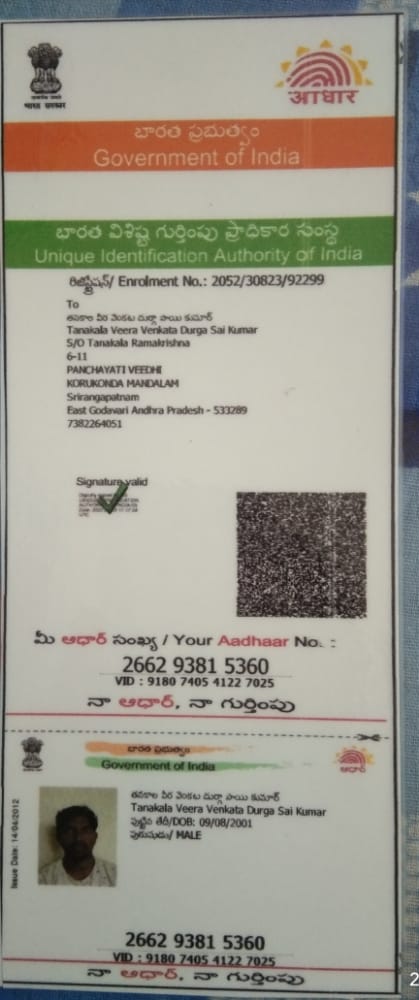 भारत सरकार
आधार
భారత ప్రభుత్వం
Government of India
భారత విశిష్ట గుర్తింపు ప్రాధికార సంస్థ
Unique Identification Authority of India
రిజిస్ట్రేషన్/ Enrolment No.: 2052/30823/92299
To
తనకాల వీర వెంకట దుర్గా సాయి కుమార్
Tanakala Veera Venkata Durga Sai Kumar
S/O Tanakala Ramakrishna
6-11
PANCHAYATI VEEDHI
KORUKONDA MANDALAM
Srirangapatnam
East Godavari Andhra Pradesh - 533289
7382264051
Signature valid
మీ ఆధార్ సంఖ్య / Your Aadhaar No. :
2662 9381 5360
VID : 9180 7405 4122 7025
నా ఆధార్, నా గుర్తింపు
భారత ప్రభుత్వం
Government of India
ఆధార్
Issue Date: 14/04/2012
తనకాల వీర వెంకట దుర్గా సాయి కుమార్
Tanakala Veera Venkata Durga Sai Kumar
పుట్టిన తేదీ/DOB: 09/08/2001
పురుషుడు/ MALE
2662 9381 5360
VID : 9180 7405 4122 7025
నా ఆధార్, నా గుర్తింపు